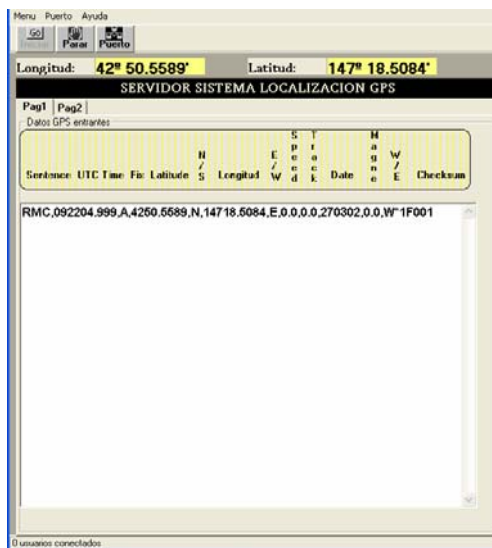 Menu Puerto Ayuda
GO Parar Puerto
Longitud: 42º 50.5589' Latitud: 147º 18.5084'
SERVIDOR SISTEMA LOCALIZACION GPS
Pag1 Pag2
Datos GPS entrantes
Sentence UTC Time Fix Latitude N/S Longitud E/W Speed Track Date Magne W/E Checksum
RMC,092204.999,A,4250.5589,N,14718.5084,E,0.0,0.0,270302,0.0,W*1F001
0 usuarios conectados